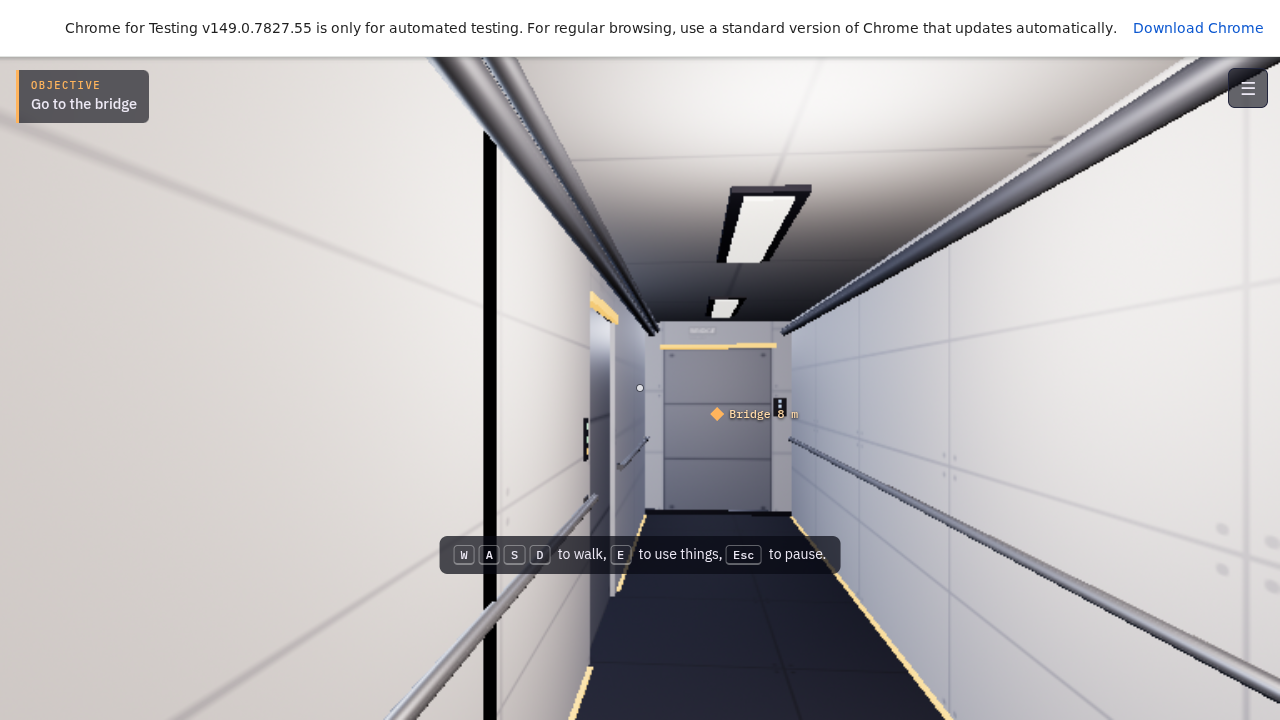 Chrome for Testing v149.0.7827.55 is only for automated testing. For regular browsing, use a standard version of Chrome that updates automatically. Download Chrome
OBJECTIVE
Go to the bridge
BRIDGE
Bridge 8 m
W A S D to walk, E to use things, Esc to pause.